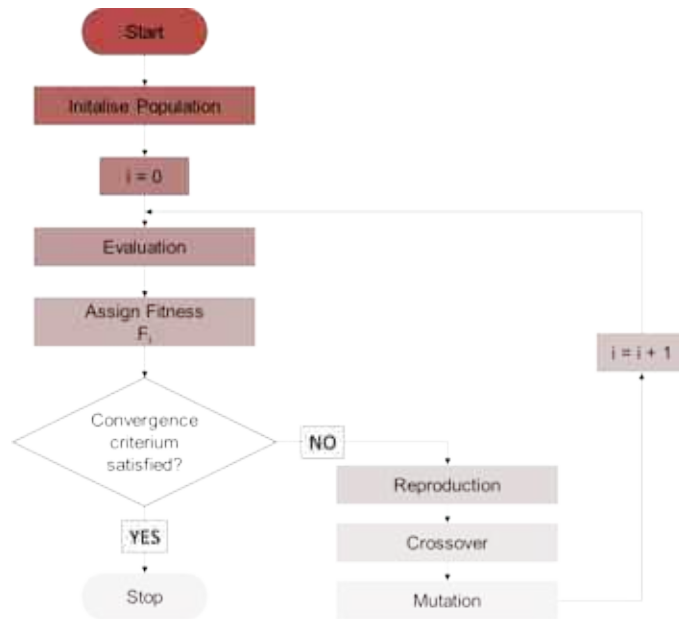 Start
Initalise Population
i = 0
Evaluation
Assign Fitness
Fᵢ
i = i + 1
Convergence
criterium
satisfied?
NO
Reproduction
Crossover
YES
Stop
Mutation